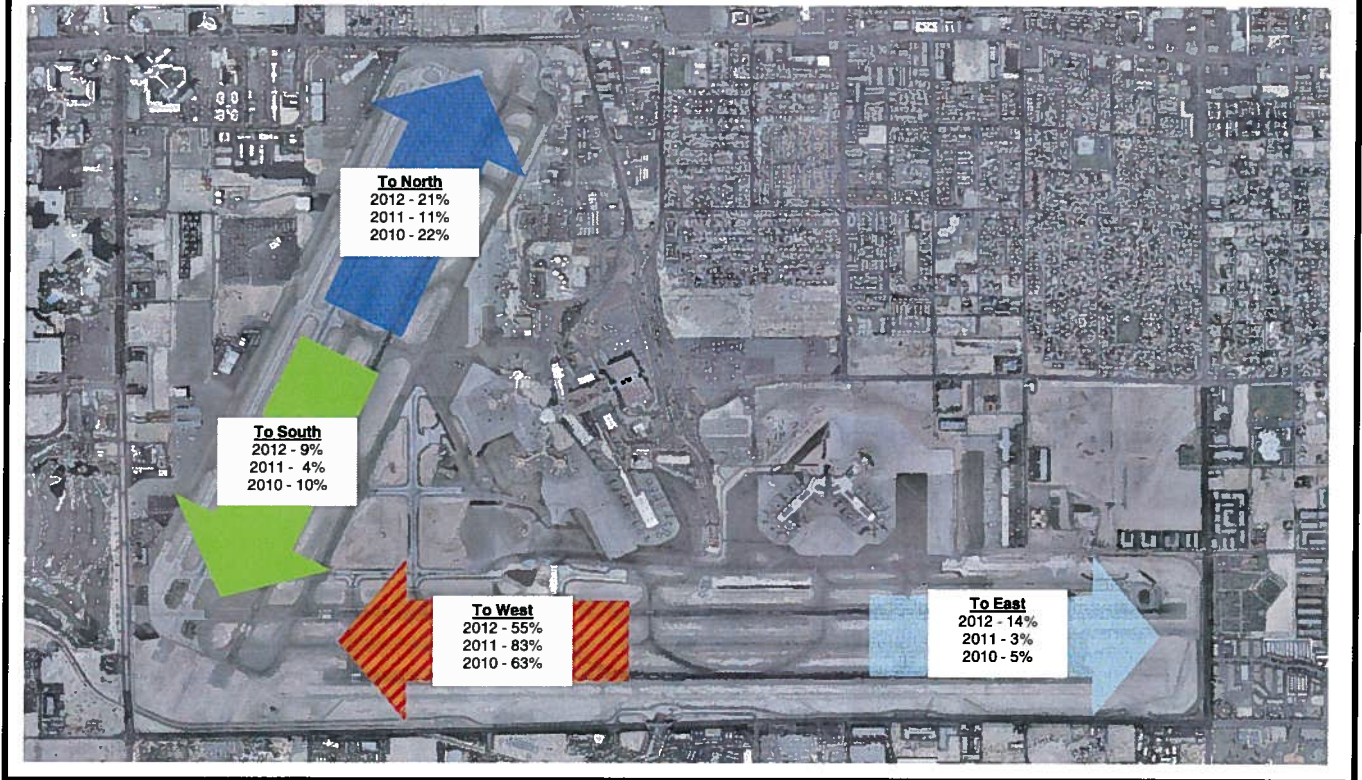 To North
2012 - 21%
2011 - 11%
2010 - 22%
To South
2012 - 9%
2011 - 4%
2010 - 10%
To West
2012 - 55%
2011 - 83%
2010 - 63%
To East
2012 - 14%
2011 - 3%
2010 - 5%